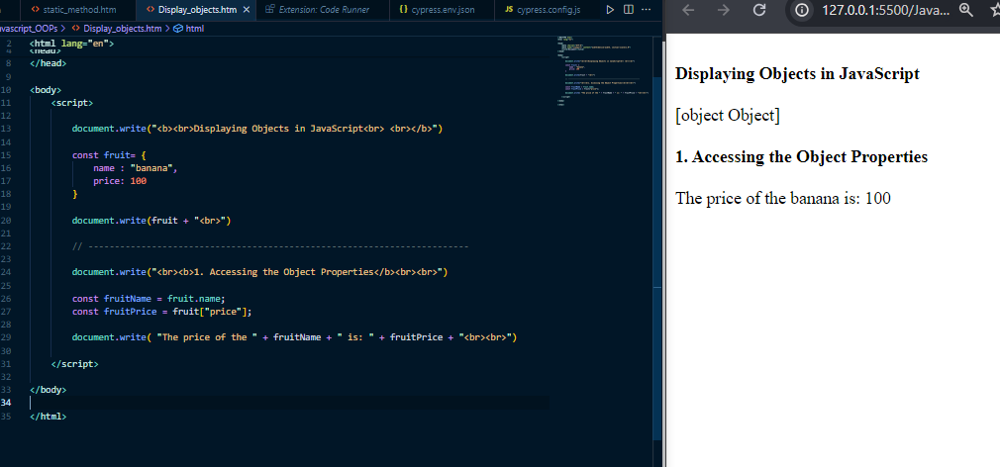 static_method.htm Display_objects.htm Extension: Code Runner {} cypress.env.json JS cypress.config.js
avascript_OOPs > Display_objects.htm > html
2 <html lang="en">
4 <head>
8 </head>
9
10 <body>
11 <script>
12
13 document.write("<b><br>Displaying Objects in JavaScript<br> <br></b>")
14
15 const fruit= {
16 name : "banana",
17 price: 100
18 }
19
20 document.write(fruit + "<br>")
21
22 // ------------------------------------------------------------------------
23
24 document.write("<br><b>1. Accessing the Object Properties</b><br><br>")
25
26 const fruitName = fruit.name;
27 const fruitPrice = fruit["price"];
28
29 document.write( "The price of the " + fruitName + " is: " + fruitPrice + "<br><br>")
30
31 </script>
32
33 </body>
34
35 </html>
127.0.0.1:5500/Java...
Displaying Objects in JavaScript
[object Object]
1. Accessing the Object Properties
The price of the banana is: 100